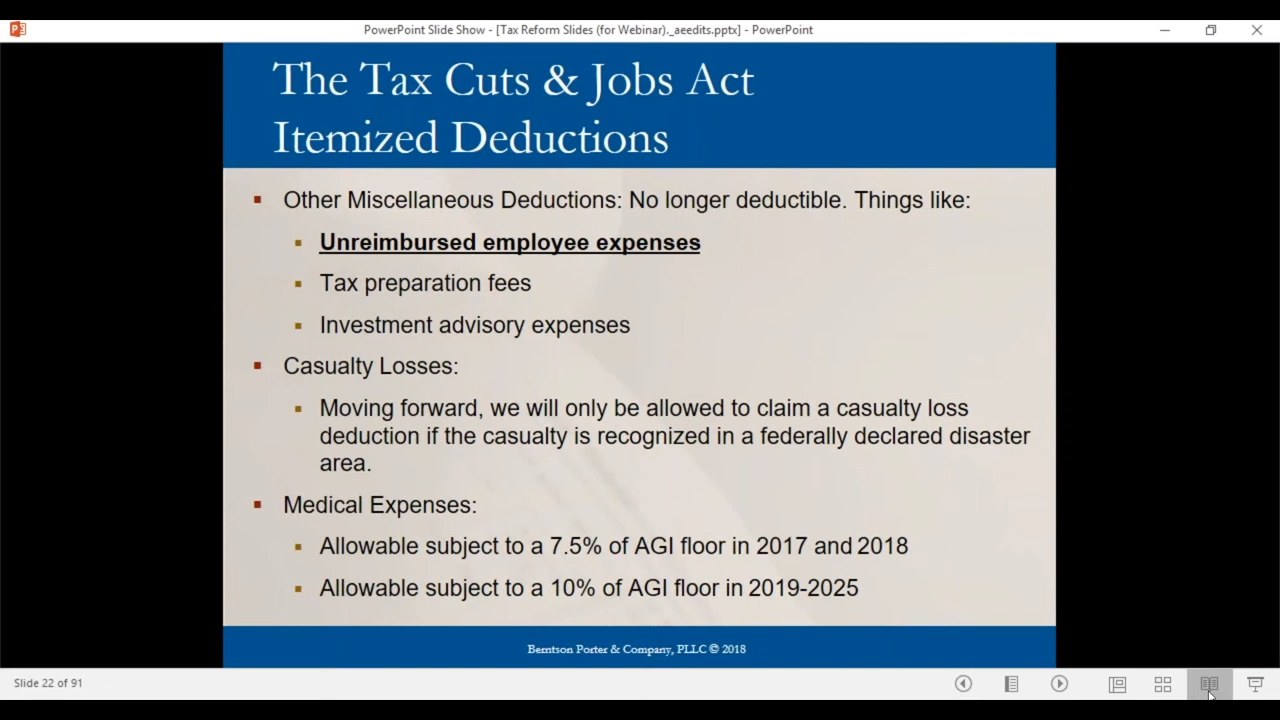 PowerPoint Slide Show - [Tax Reform Slides (for Webinar)._aeedits.pptx] - PowerPoint
The Tax Cuts & Jobs Act
Itemized Deductions
Other Miscellaneous Deductions: No longer deductible. Things like:
Unreimbursed employee expenses
Tax preparation fees
Investment advisory expenses
Casualty Losses:
Moving forward, we will only be allowed to claim a casualty loss
deduction if the casualty is recognized in a federally declared disaster
area.
Medical Expenses:
Allowable subject to a 7.5% of AGI floor in 2017 and 2018
Allowable subject to a 10% of AGI floor in 2019-2025
Berntson Porter & Company, PLLC © 2018
Slide 22 of 91